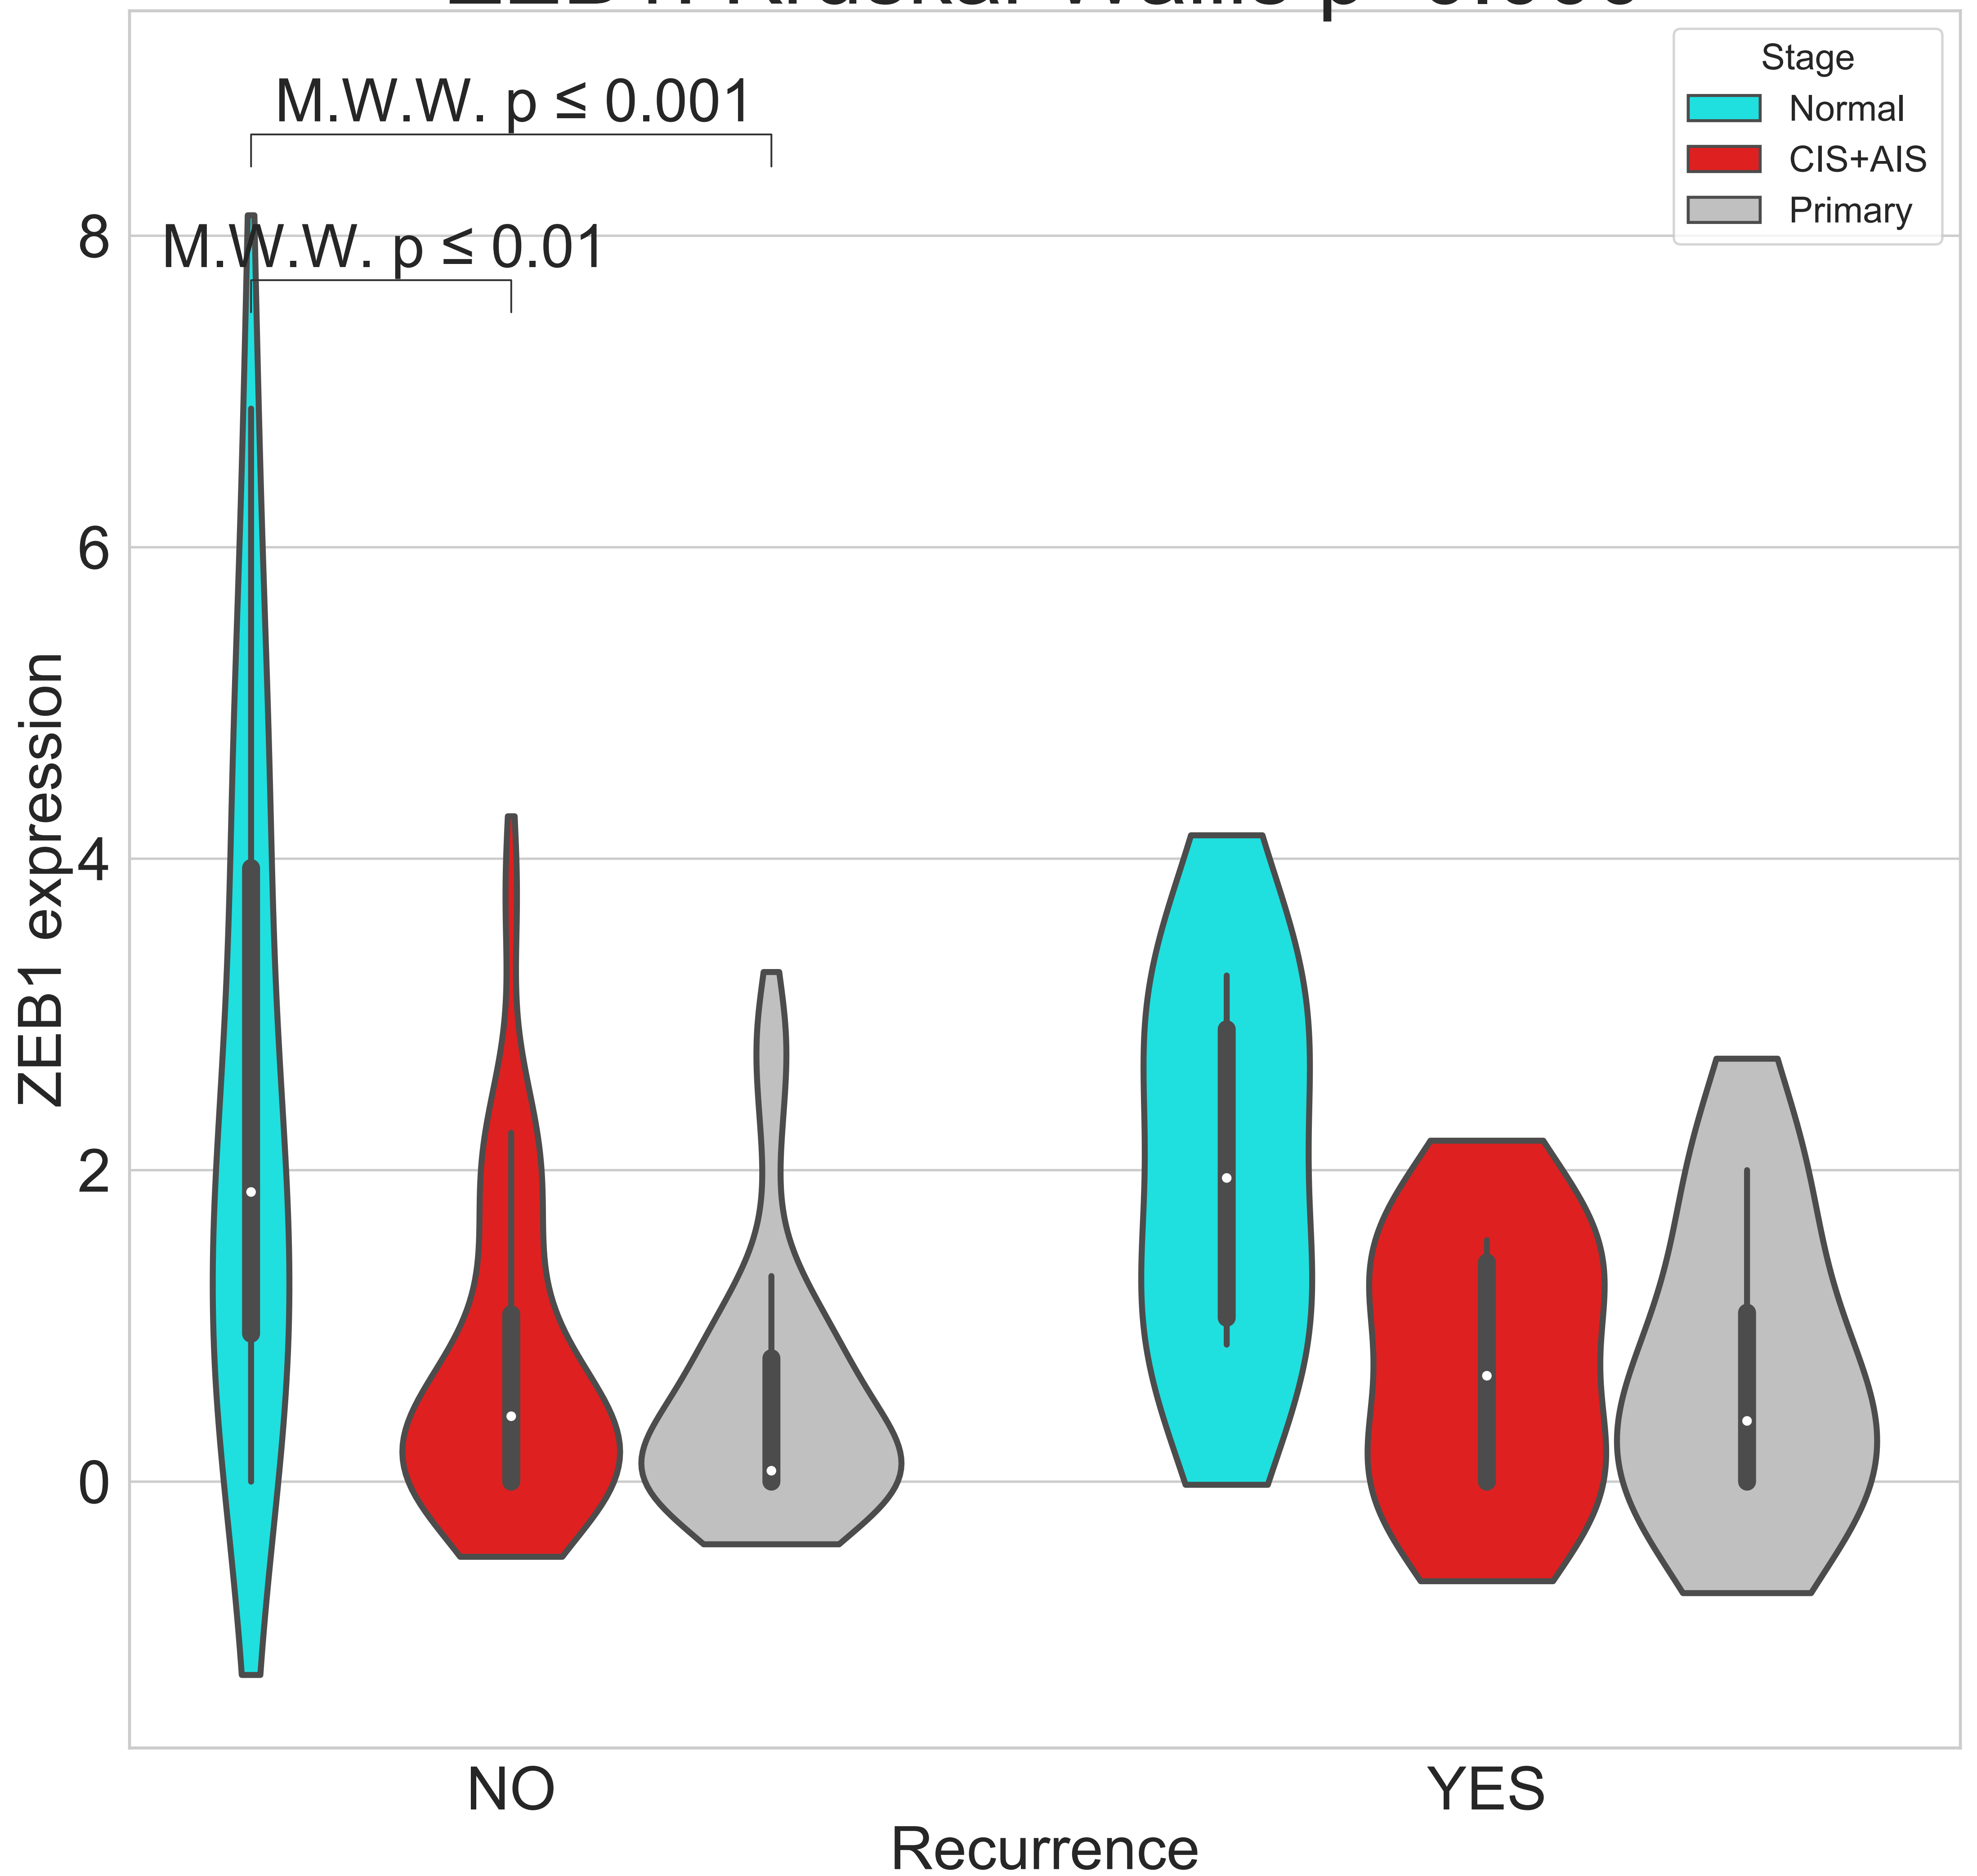 M.W.W. p ≤ 0.001
M.W.W. p ≤ 0.01
Stage
Normal
CIS+AIS
Primary
8
6
4
2
0
ZEB1 expression
NO
YES
Recurrence